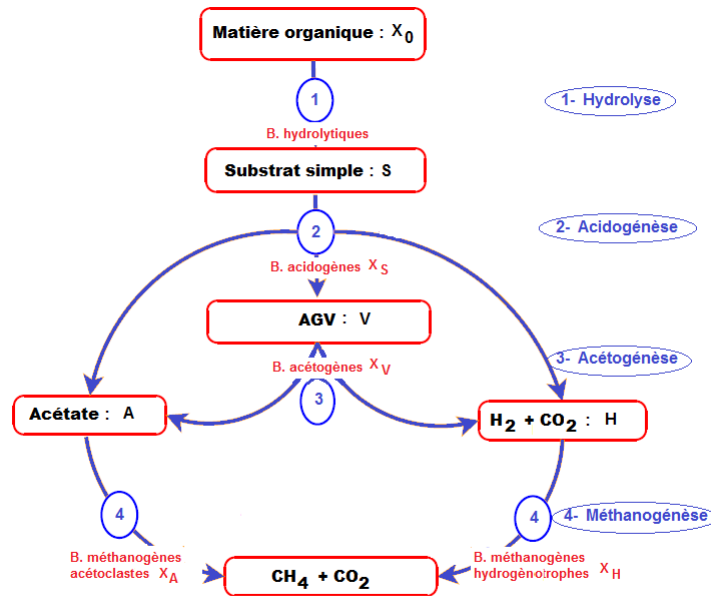 Matière organique : X0
1
1- Hydrolyse
B. hydrolytiques
Substrat simple : S
2
2- Acidogénèse
B. acidogènes XS
AGV : V
3- Acétogénèse
B. acétogènes XV
3
Acétate : A
H2 + CO2 : H
4
4
4- Méthanogénèse
B. méthanogènes
acétoclastes XA
B. méthanogènes
hydrogènotrophes XH
CH4 + CO2